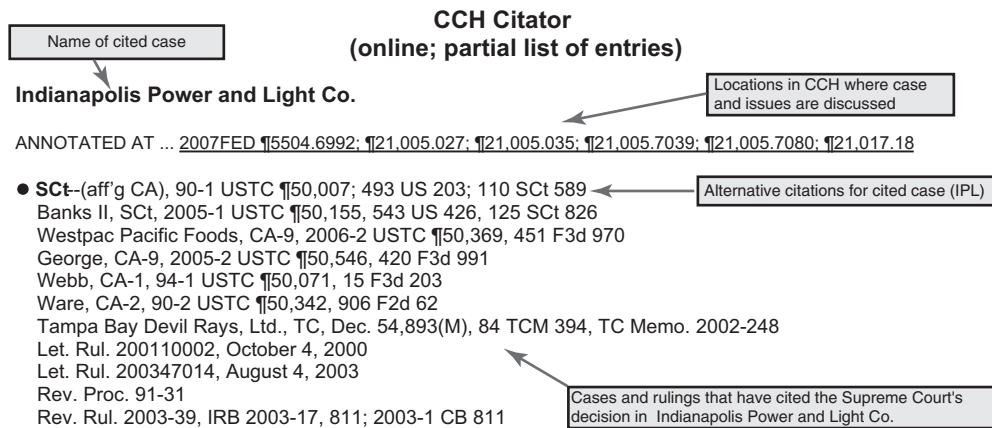 CCH Citator
(online; partial list of entries)
Name of cited case
Indianapolis Power and Light Co.
Locations in CCH where case
and issues are discussed
ANNOTATED AT ... 2007FED ¶5504.6992; ¶21,005.027; ¶21,005.035; ¶21,005.7039; ¶21,005.7080; ¶21,017.18
● SCt--(aff'g CA), 90-1 USTC ¶50,007; 493 US 203; 110 SCt 589
Alternative citations for cited case (IPL)
Banks II, SCt, 2005-1 USTC ¶50,155, 543 US 426, 125 SCt 826
Westpac Pacific Foods, CA-9, 2006-2 USTC ¶50,369, 451 F3d 970
George, CA-9, 2005-2 USTC ¶50,546, 420 F3d 991
Webb, CA-1, 94-1 USTC ¶50,071, 15 F3d 203
Ware, CA-2, 90-2 USTC ¶50,342, 906 F2d 62
Tampa Bay Devil Rays, Ltd., TC, Dec. 54,893(M), 84 TCM 394, TC Memo. 2002-248
Let. Rul. 200110002, October 4, 2000
Let. Rul. 200347014, August 4, 2003
Rev. Proc. 91-31
Rev. Rul. 2003-39, IRB 2003-17, 811; 2003-1 CB 811
Cases and rulings that have cited the Supreme Court's
decision in Indianapolis Power and Light Co.